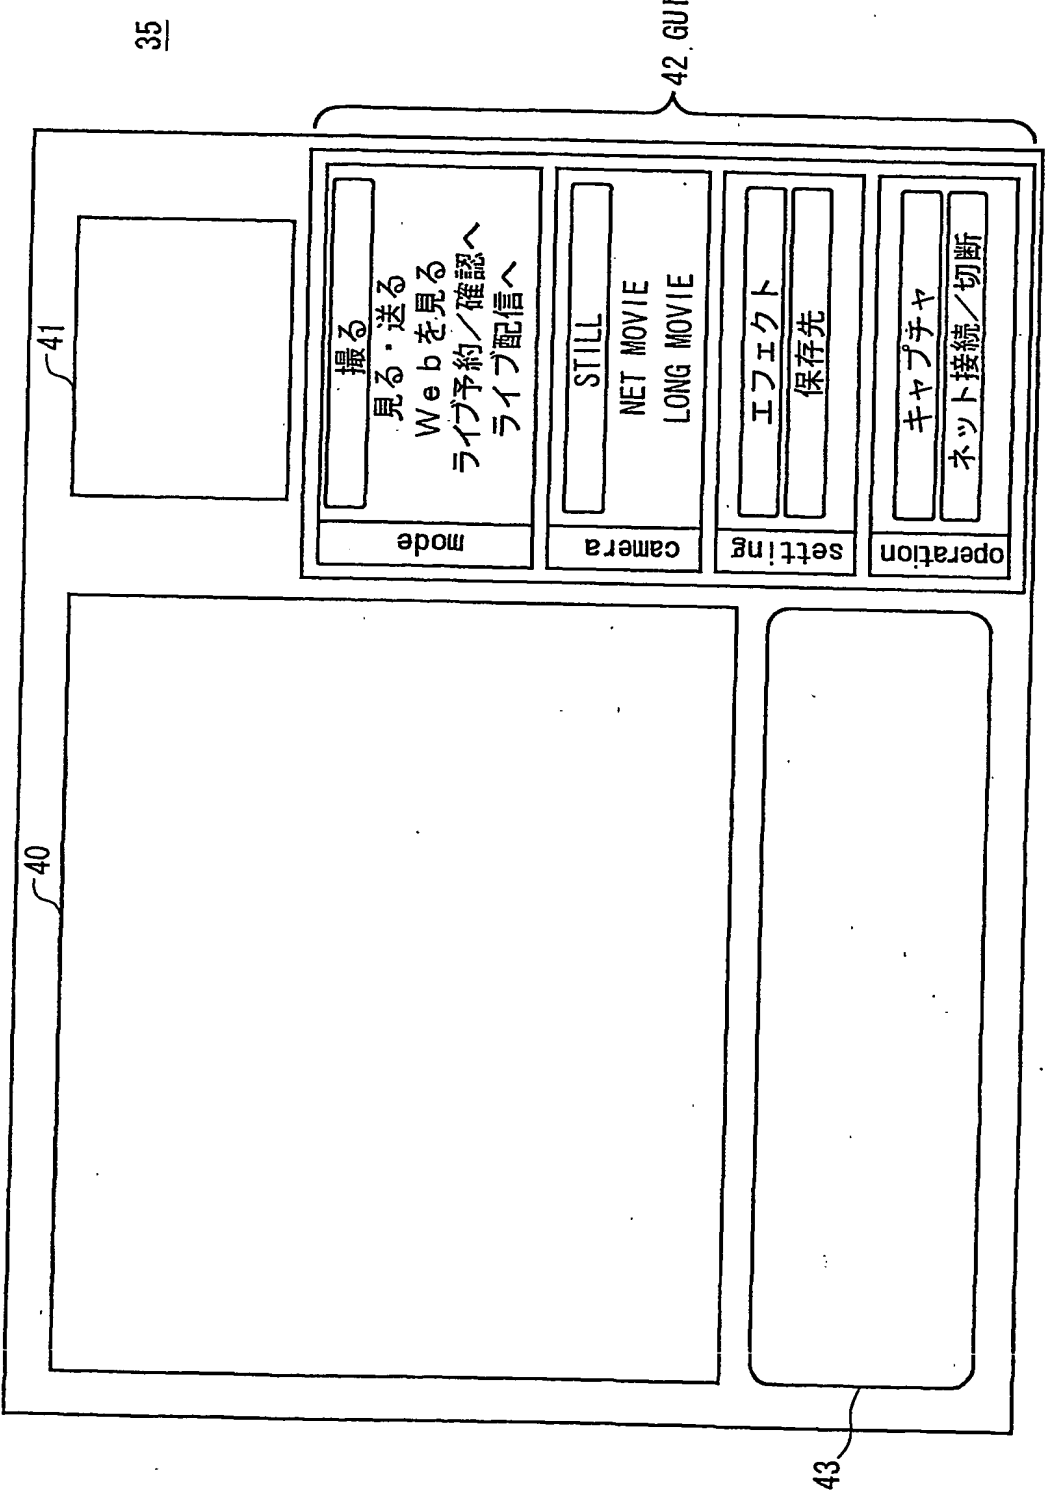 35
40
41
42 GUI
mode
撮る
見る・送る
Webを見る
ライブ予約／確認へ
ライブ配信へ
camera
STILL
NET MOVIE
LONG MOVIE
setting
エフェクト
保存先
operation
キャプチャ
ネット接続／切断
43